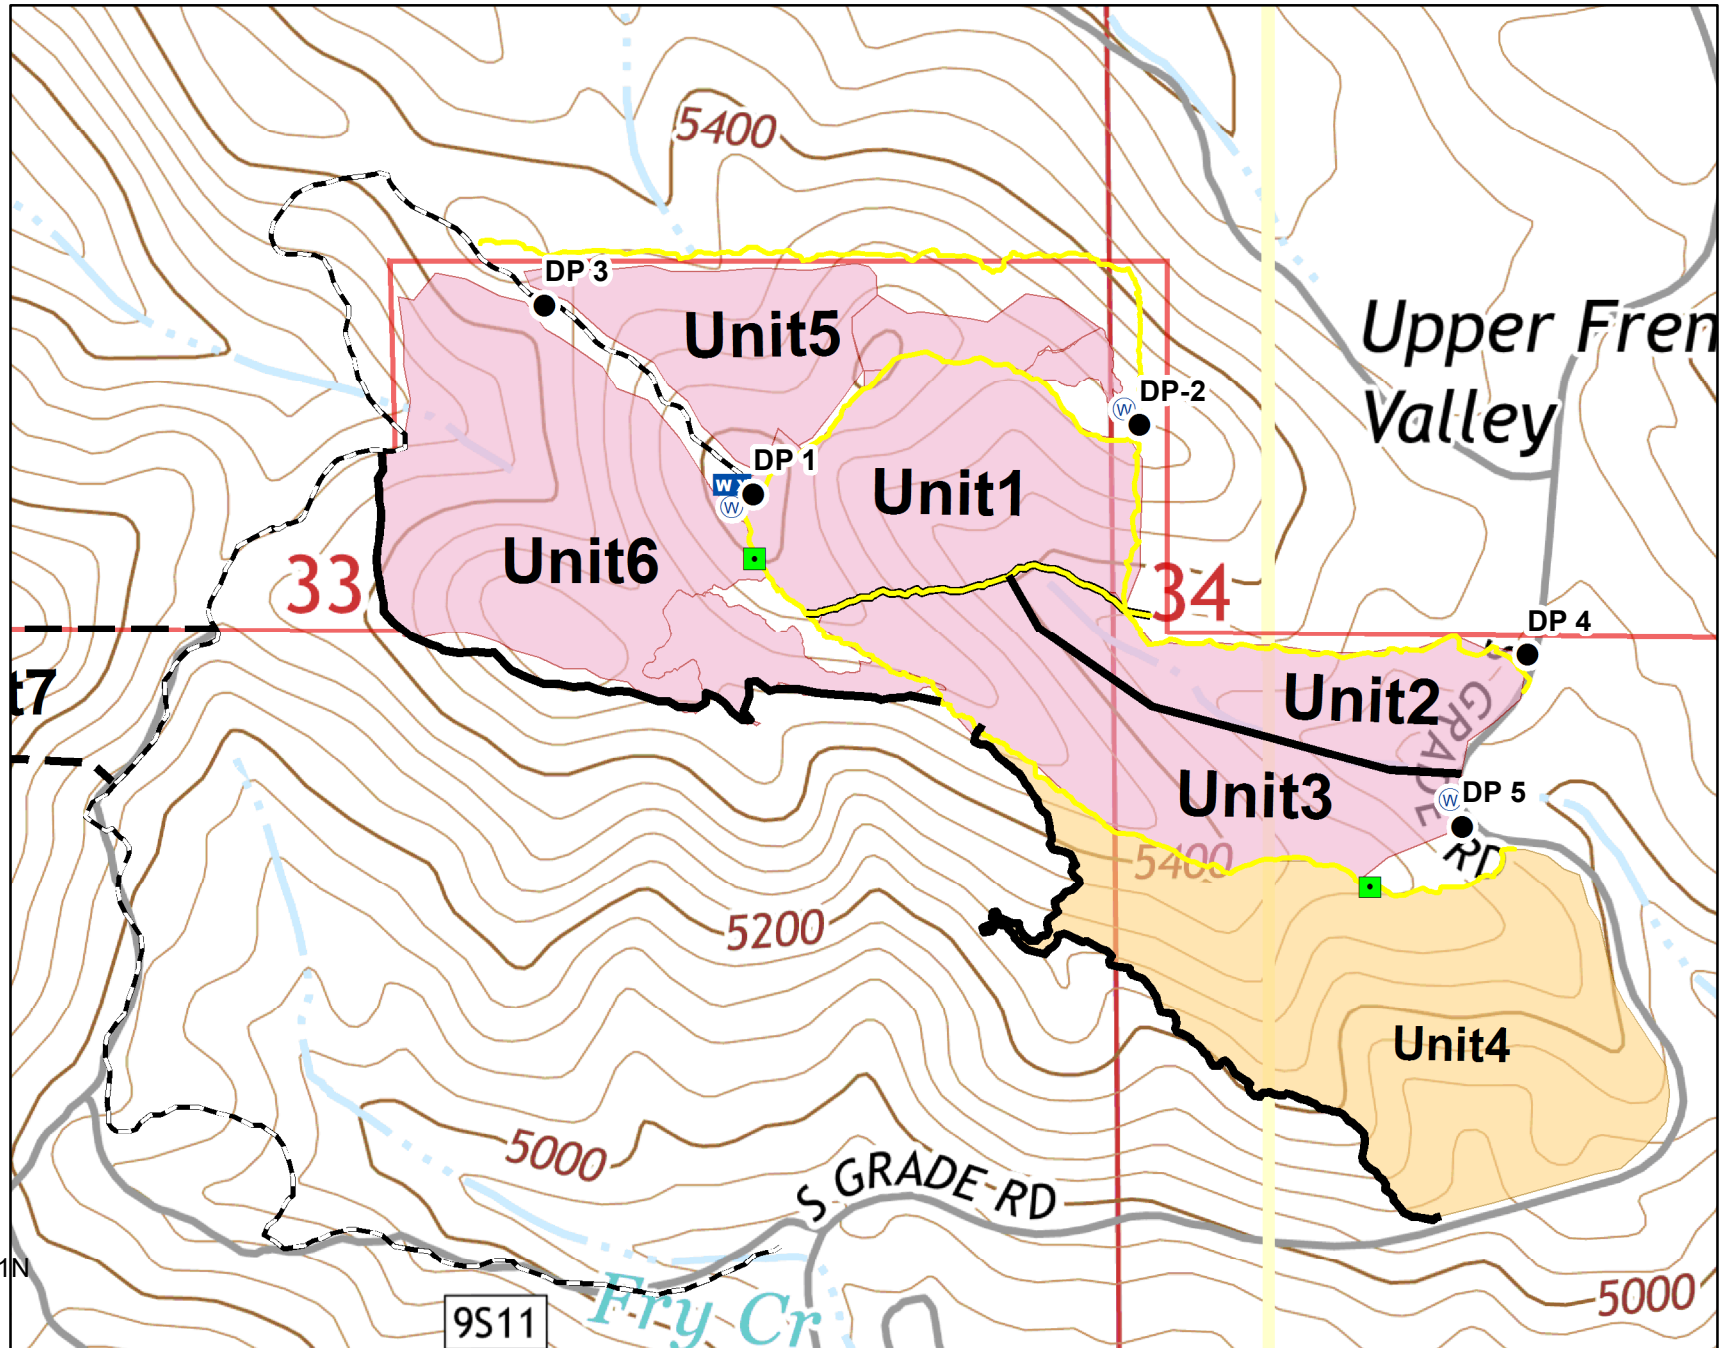 5400
DP 3
Unit5
Upper Fren
Valley
DP-2
W
DP 1
W X
W
Unit1
Unit6
33
34
DP 4
t7
Unit2
S GRADE RD
Unit3
W
DP 5
5400
5200
Unit4
5000
S GRADE RD
1N
9S11
Fry Cr
5000